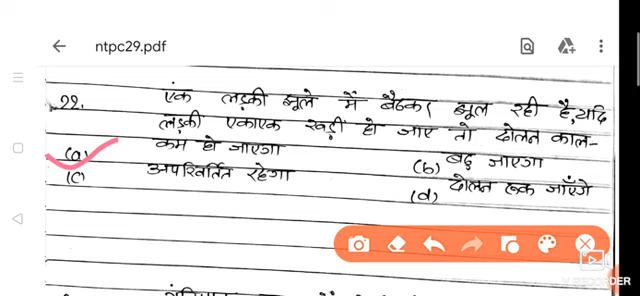 ntpc29.pdf
22. एक लड़की झूले में बैठकर झूल रही है, यदि
लड़की एकाएक खड़ी हो जाए तो दोलन काल-
(a) कम हो जाएगा (b) बढ़ जाएगा
(c) अपरिवर्तित रहेगा (d) दोलन रूक जाएँगे
RECORDER